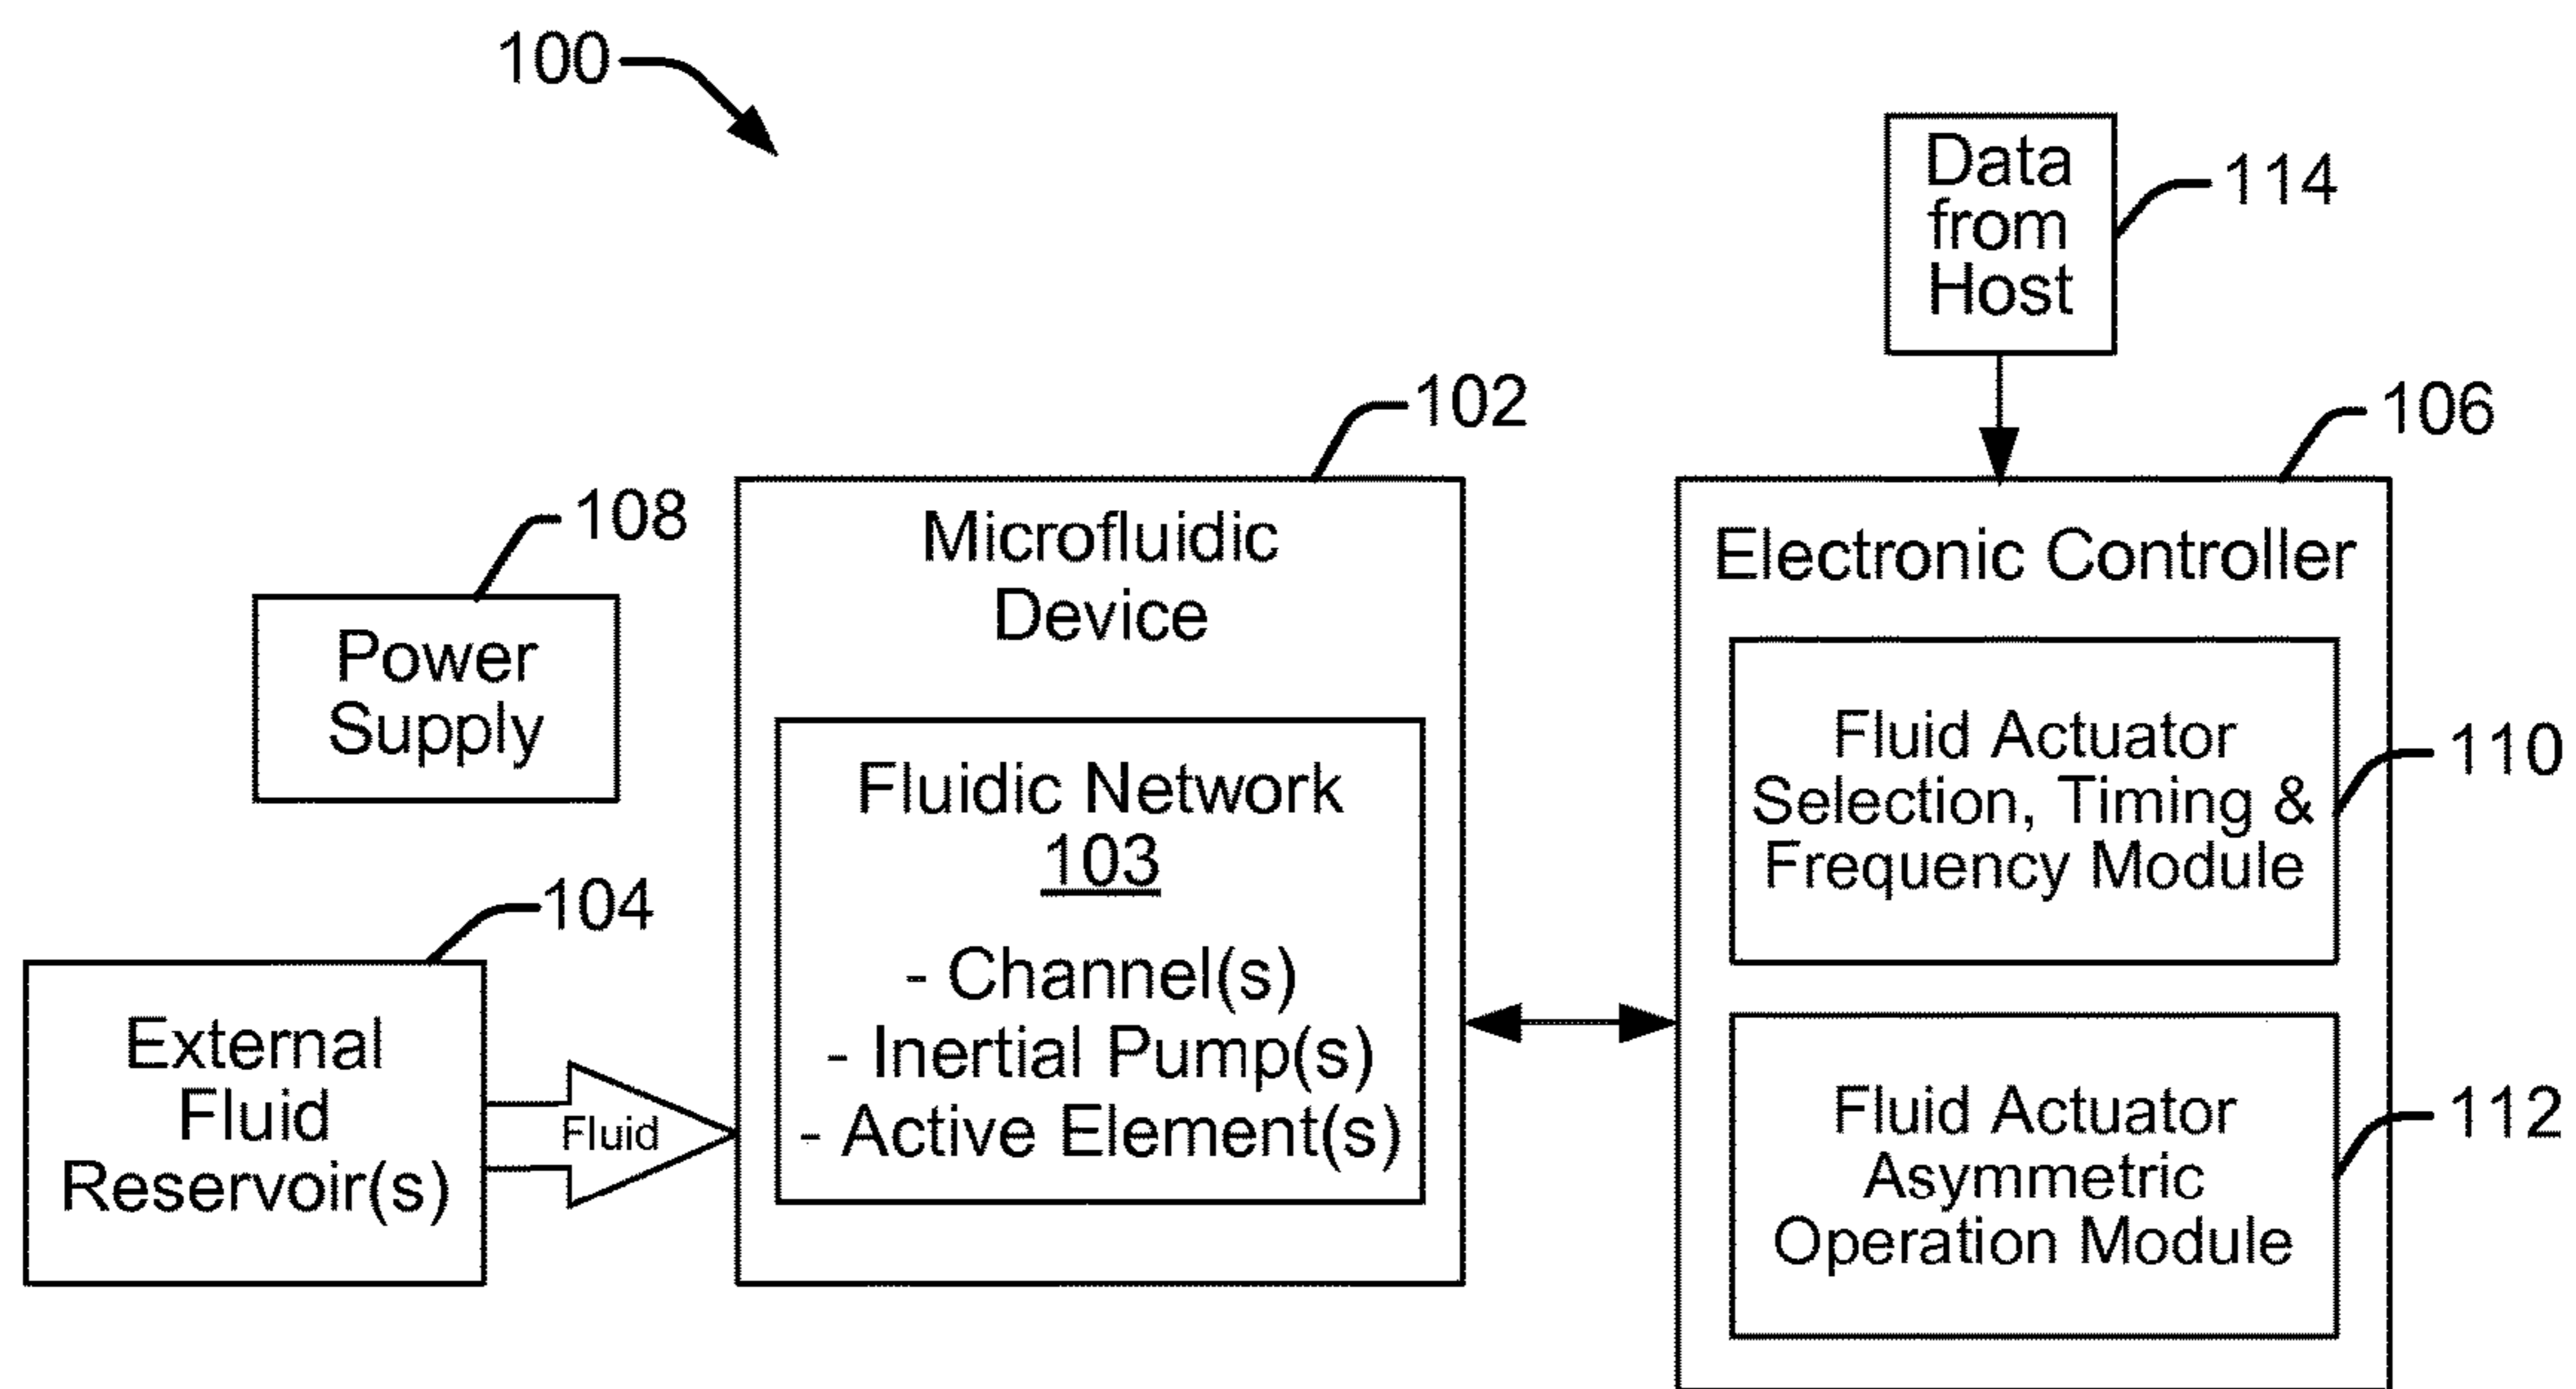 100
Data
from
Host
114
102
106
108
Microfluidic
Device
Electronic Controller
Power
Supply
Fluid Actuator
Selection, Timing &
Frequency Module
110
Fluidic Network
103
- Channel(s)
- Inertial Pump(s)
- Active Element(s)
104
External
Fluid
Reservoir(s)
Fluid
Fluid Actuator
Asymmetric
Operation Module
112